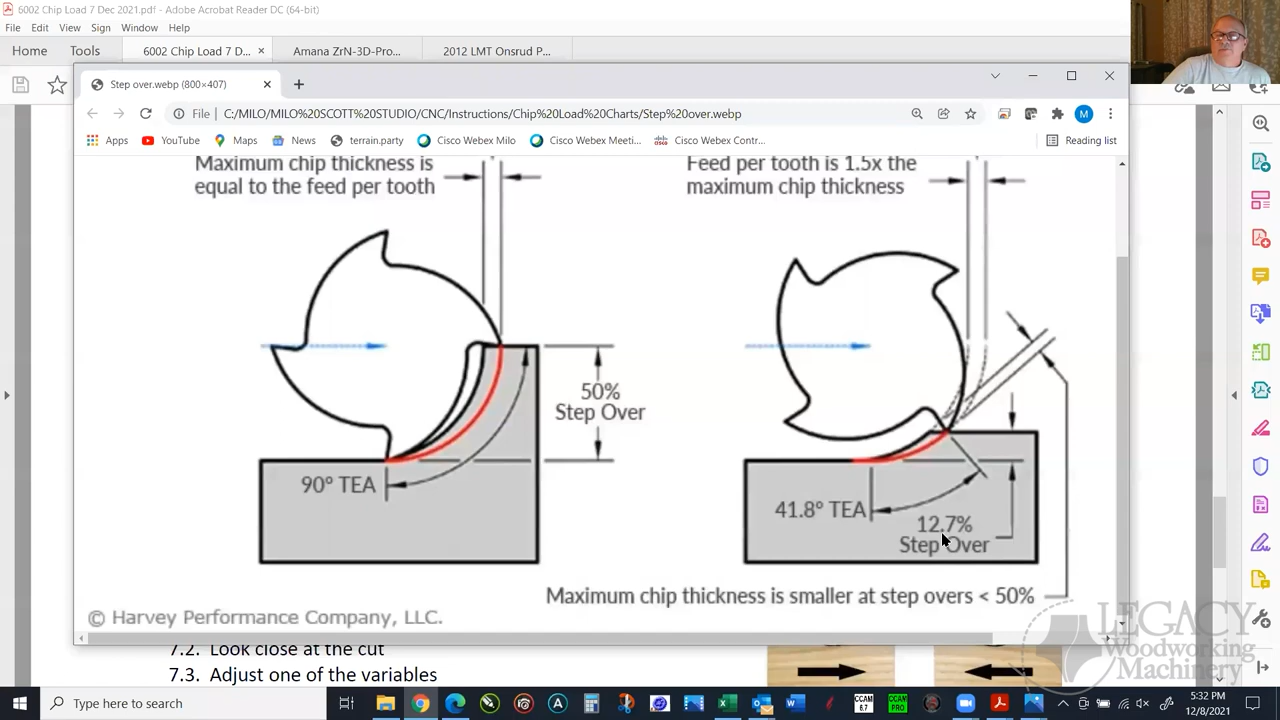 6002 Chip Load 7 Dec 2021.pdf - Adobe Acrobat Reader DC (64-bit)
File Edit View Sign Window Help
Home Tools 6002 Chip Load 7 D... × Amana ZrN-3D-Pro... 2012 LMT Onsrud P...
Step over.webp (800×407)
File C:/MILO/MILO%20SCOTT%20STUDIO/CNC/Instructions/Chip%20Load%20Charts/Step%20over.webp
M
Apps YouTube Maps News terrain.party Cisco Webex Milo Cisco Webex Meeti... Cisco Webex Contr... Reading list
Maximum chip thickness is
equal to the feed per tooth
Feed per tooth is 1.5x the
maximum chip thickness
50%
Step Over
90° TEA
41.8° TEA
12.7%
Step Over
Maximum chip thickness is smaller at step overs < 50%
© Harvey Performance Company, LLC.
LEGACY
Woodworking
Machinery
7.2. Look close at the cut
7.3. Adjust one of the variables
Type here to search
CCAM
6.7
CCAM
PRO
5:32 PM
12/8/2021